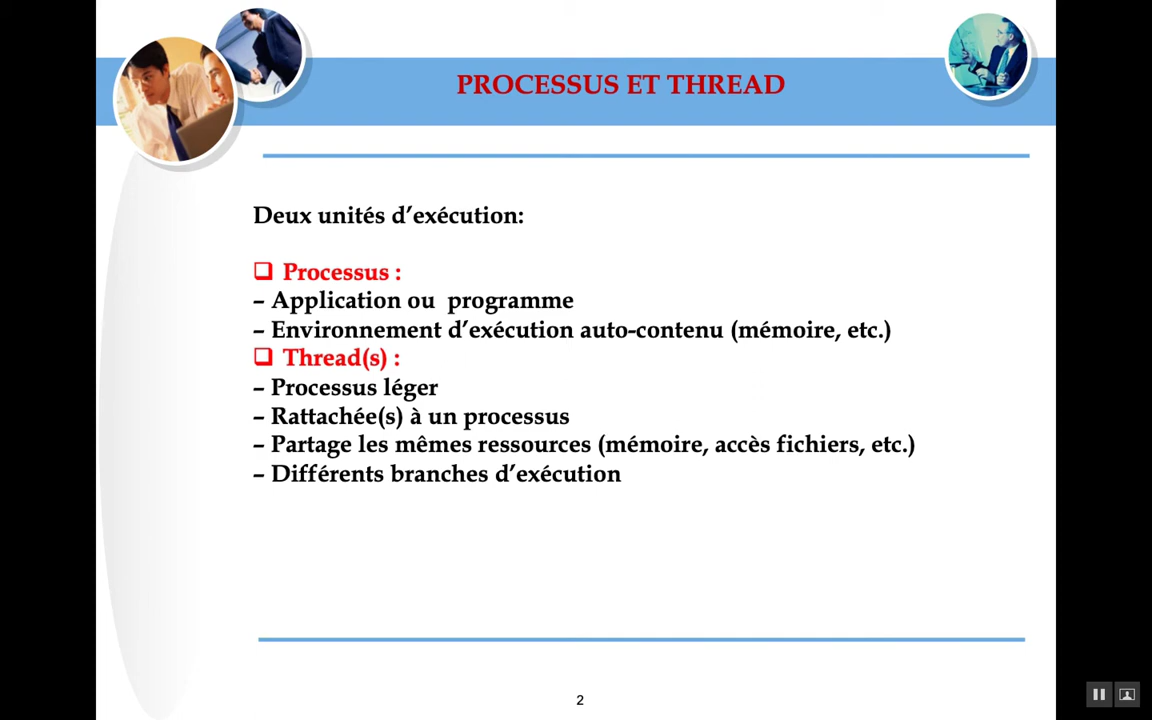 PROCESSUS ET THREAD
Deux unités d’exécution:
❑ Processus :
– Application ou  programme
– Environnement d’exécution auto-contenu (mémoire, etc.)
❑ Thread(s) :
– Processus léger
– Rattachée(s) à un processus
– Partage les mêmes ressources (mémoire, accès fichiers, etc.)
– Différents branches d’exécution
2